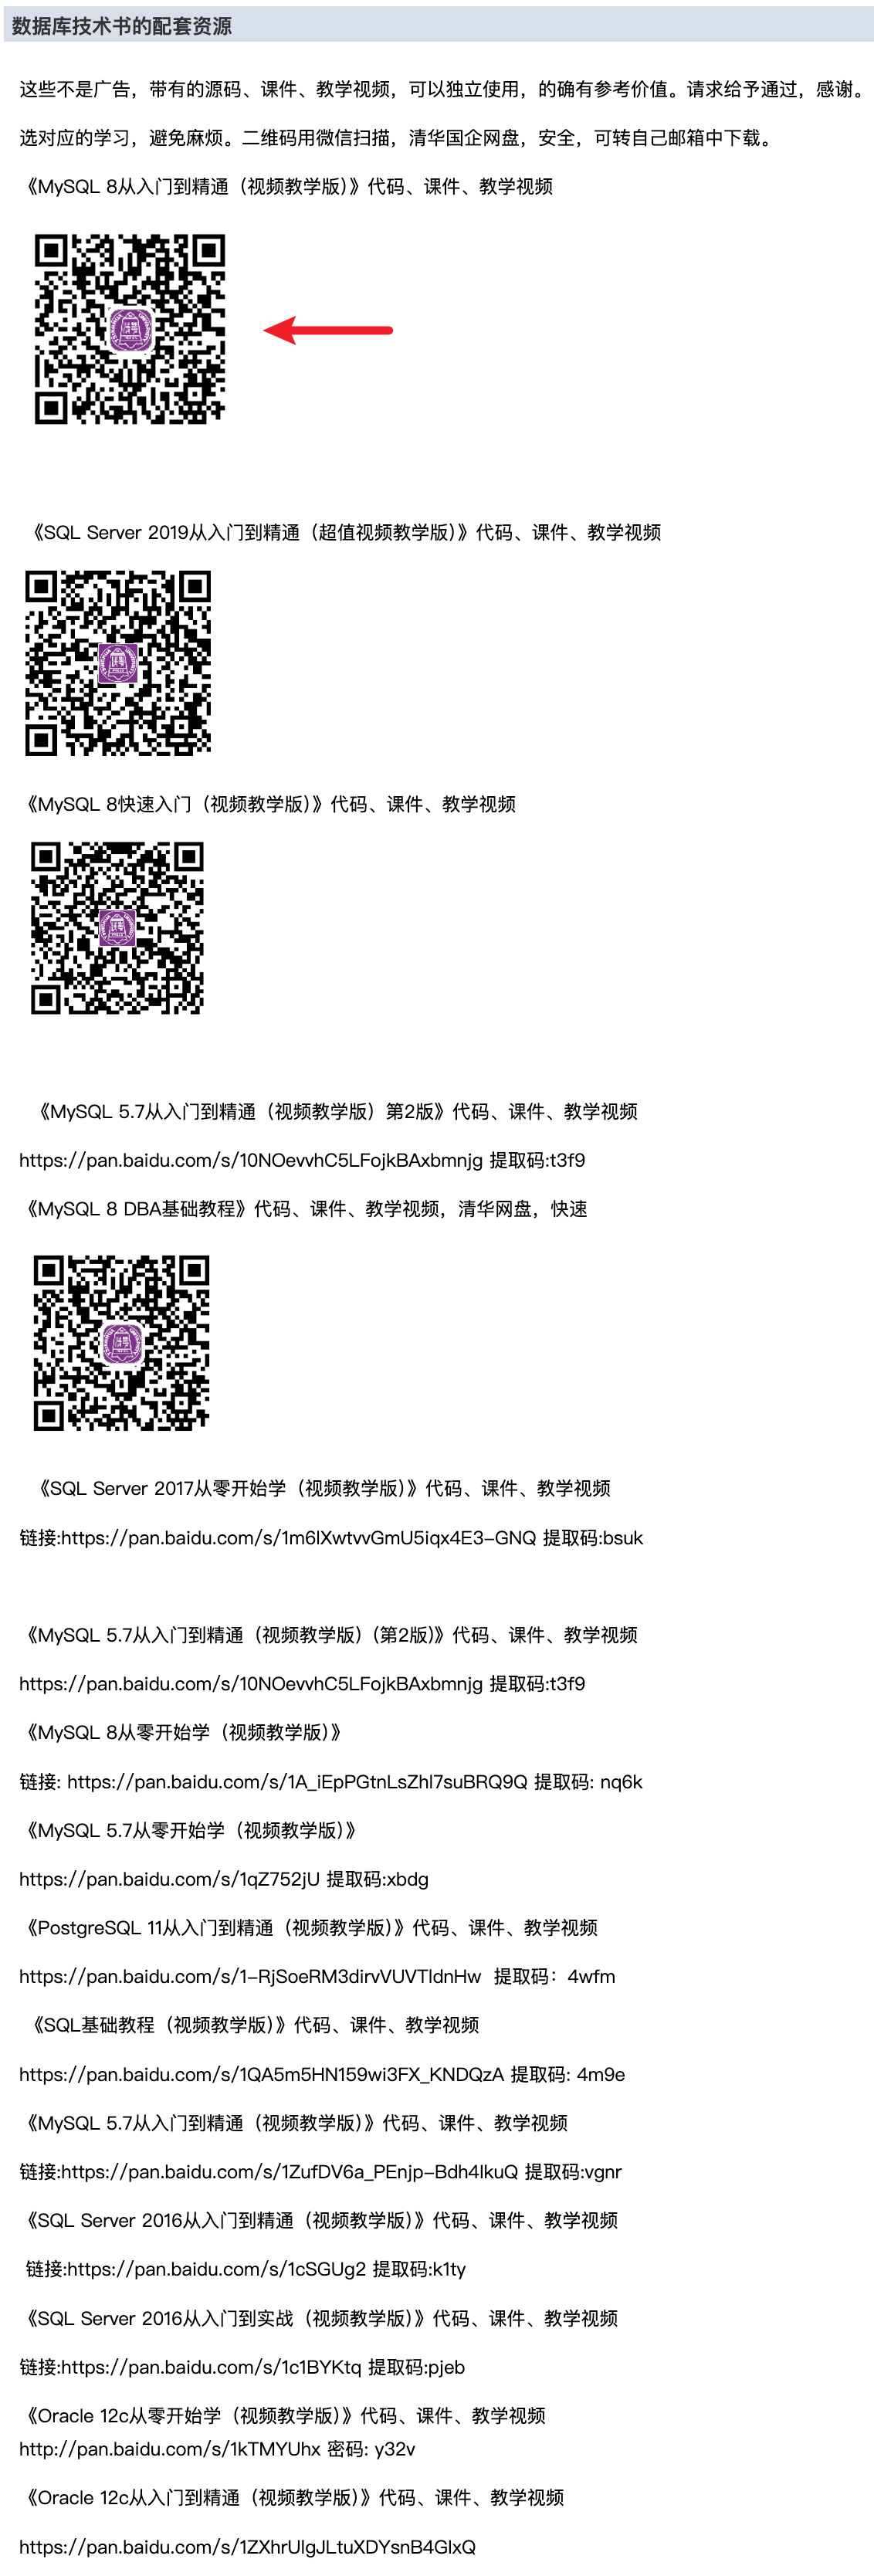 数据库技术书的配套资源
这些不是广告，带有的源码、课件、教学视频，可以独立使用，的确有参考价值。请求给予通过，感谢。
选对应的学习，避免麻烦。二维码用微信扫描，清华国企网盘，安全，可转自己邮箱中下载。
《MySQL 8从入门到精通（视频教学版）》代码、课件、教学视频
《SQL Server 2019从入门到精通（超值视频教学版）》代码、课件、教学视频
《MySQL 8快速入门（视频教学版）》代码、课件、教学视频
《MySQL 5.7从入门到精通（视频教学版）第2版》代码、课件、教学视频
https://pan.baidu.com/s/10NOevvhC5LFojkBAxbmnjg 提取码:t3f9
《MySQL 8 DBA基础教程》代码、课件、教学视频，清华网盘，快速
《SQL Server 2017从零开始学（视频教学版）》代码、课件、教学视频
链接:https://pan.baidu.com/s/1m6lXwtvvGmU5iqx4E3-GNQ 提取码:bsuk
《MySQL 5.7从入门到精通（视频教学版）(第2版)》代码、课件、教学视频
https://pan.baidu.com/s/10NOevvhC5LFojkBAxbmnjg 提取码:t3f9
《MySQL 8从零开始学（视频教学版）》
链接: https://pan.baidu.com/s/1A_iEpPGtnLsZhl7suBRQ9Q 提取码: nq6k
《MySQL 5.7从零开始学（视频教学版）》
https://pan.baidu.com/s/1qZ752jU 提取码:xbdg
《PostgreSQL 11从入门到精通（视频教学版）》代码、课件、教学视频
https://pan.baidu.com/s/1-RjSoeRM3dirvVUVTldnHw 提取码：4wfm
《SQL基础教程（视频教学版）》代码、课件、教学视频
https://pan.baidu.com/s/1QA5m5HN159wi3FX_KNDQzA 提取码: 4m9e
《MySQL 5.7从入门到精通（视频教学版）》代码、课件、教学视频
链接:https://pan.baidu.com/s/1ZufDV6a_PEnjp-Bdh4IkuQ 提取码:vgnr
《SQL Server 2016从入门到精通（视频教学版）》代码、课件、教学视频
链接:https://pan.baidu.com/s/1cSGUg2 提取码:k1ty
《SQL Server 2016从入门到实战（视频教学版）》代码、课件、教学视频
链接:https://pan.baidu.com/s/1c1BYKtq 提取码:pjeb
《Oracle 12c从零开始学（视频教学版）》代码、课件、教学视频
http://pan.baidu.com/s/1kTMYUhx 密码: y32v
《Oracle 12c从入门到精通（视频教学版）》代码、课件、教学视频
https://pan.baidu.com/s/1ZXhrUlgJLtuXDYsnB4GlxQ